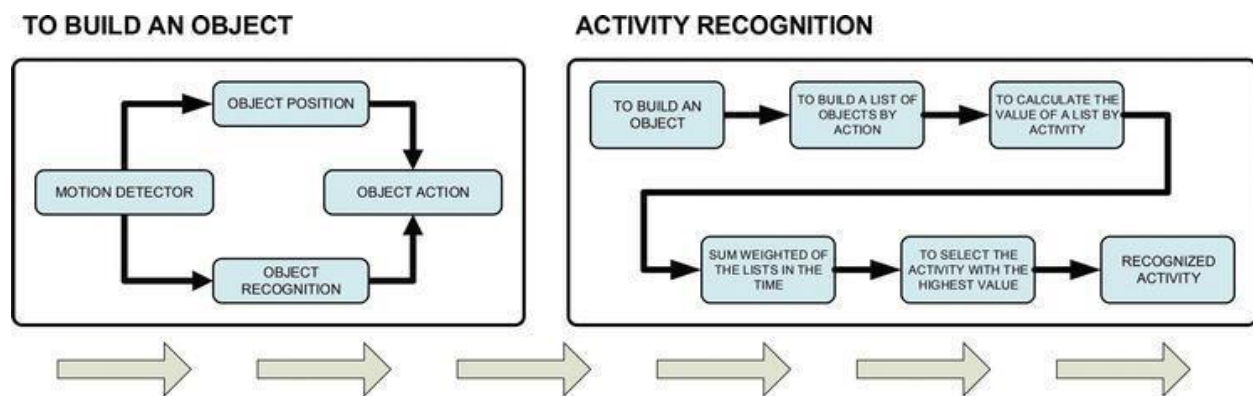 TO BUILD AN OBJECT
OBJECT POSITION
MOTION DETECTOR
OBJECT ACTION
OBJECT
RECOGNITION
ACTIVITY RECOGNITION
TO BUILD AN
OBJECT
TO BUILD A LIST OF
OBJECTS BY
ACTION
TO CALCULATE THE
VALUE OF A LIST BY
ACTIVITY
SUM WEIGHTED OF
THE LISTS IN THE
TIME
TO SELECT THE
ACTIVITY WITH THE
HIGHEST VALUE
RECOGNIZED
ACTIVITY